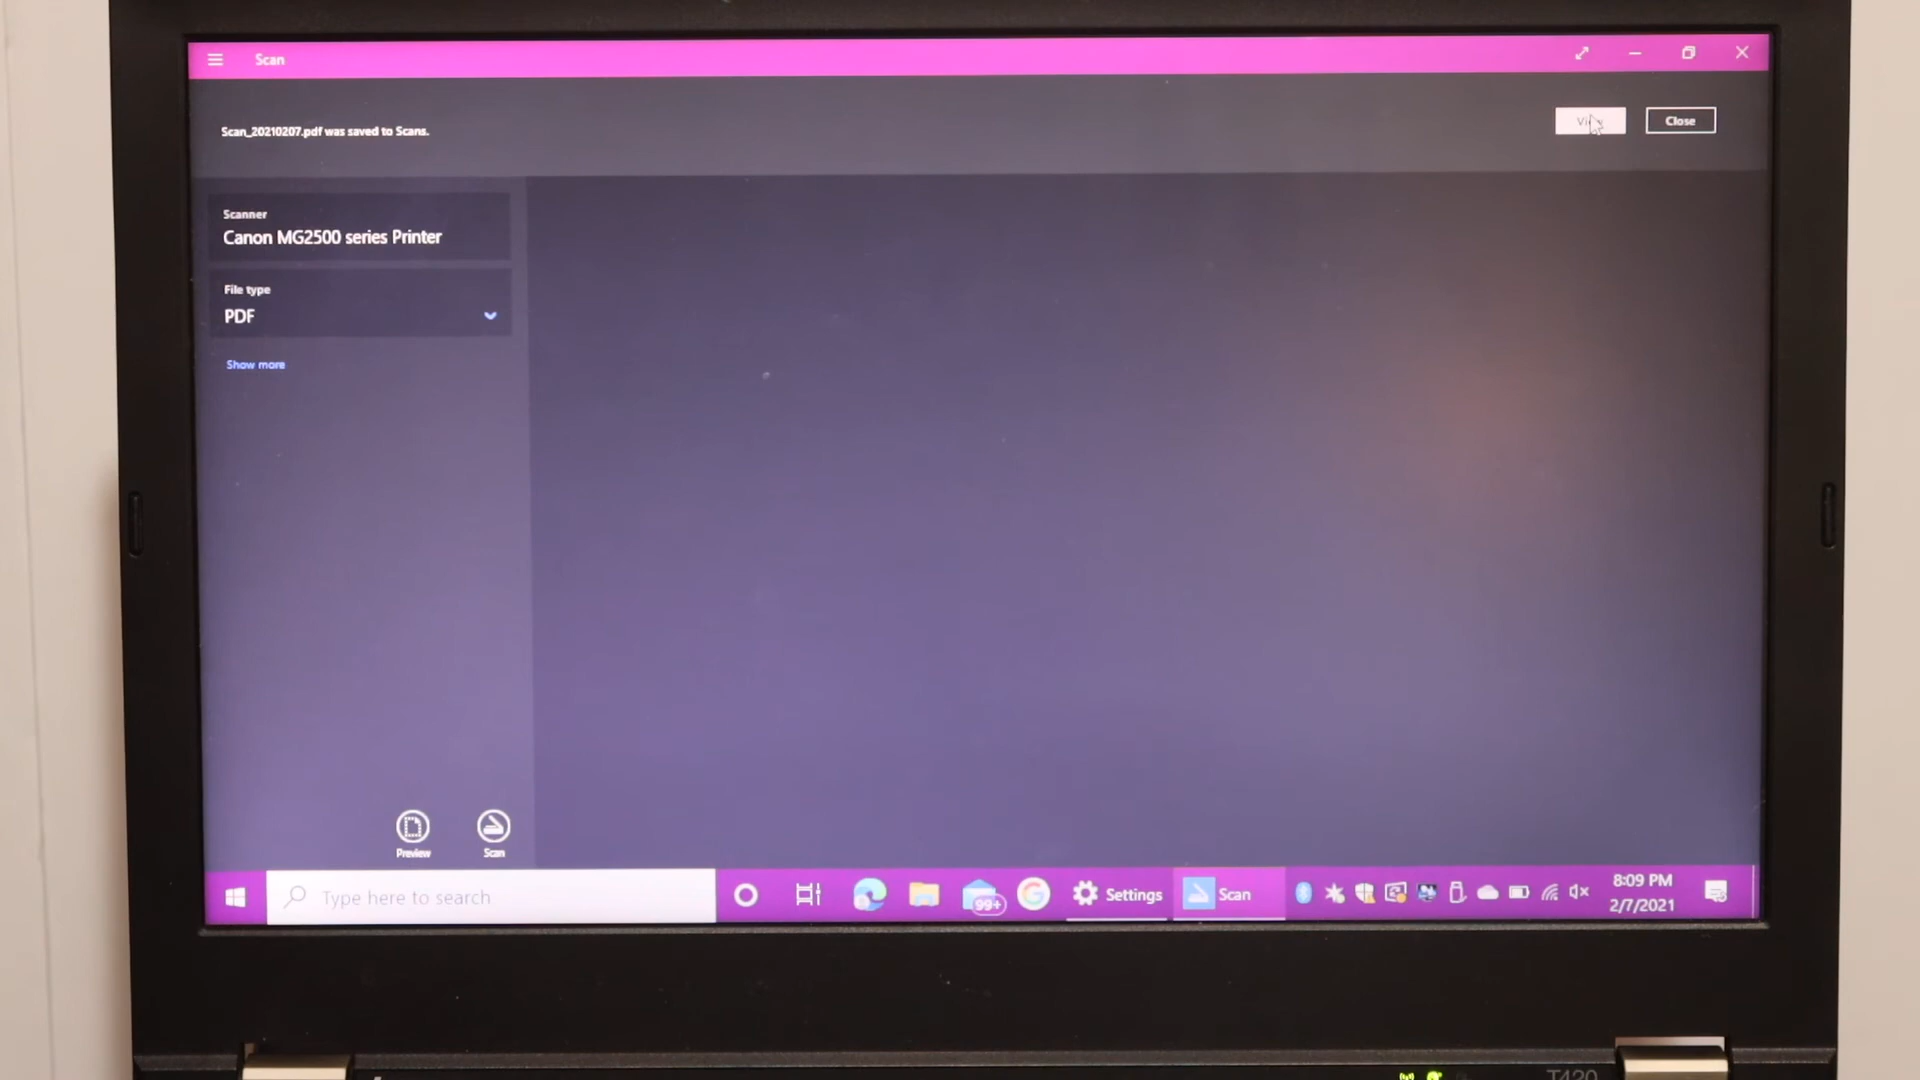 Scan
Scan_20210207.pdf was saved to Scans.
Close
Scanner
Canon MG2500 series Printer
File type
PDF
Show more
Preview
Scan
Type here to search
99+
Settings
Scan
8:09 PM
2/7/2021
T420